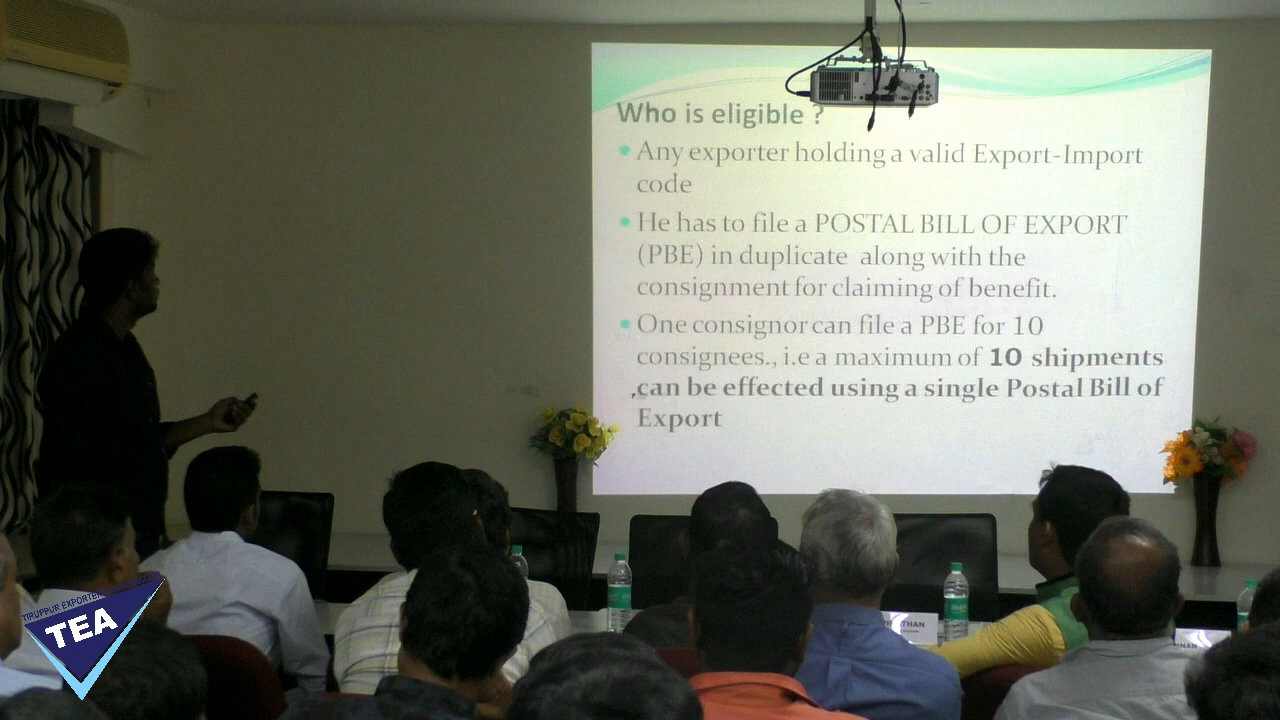 Who is eligible ?
• Any exporter holding a valid Export-Import
code
• He has to file a POSTAL BILL OF EXPORT
(PBE) in duplicate along with the
consignment for claiming of benefit.
• One consignor can file a PBE for 10
consignees., i.e a maximum of 10 shipments
,can be effected using a single Postal Bill of
Export
TIRUPPUR EXPORTER
TEA